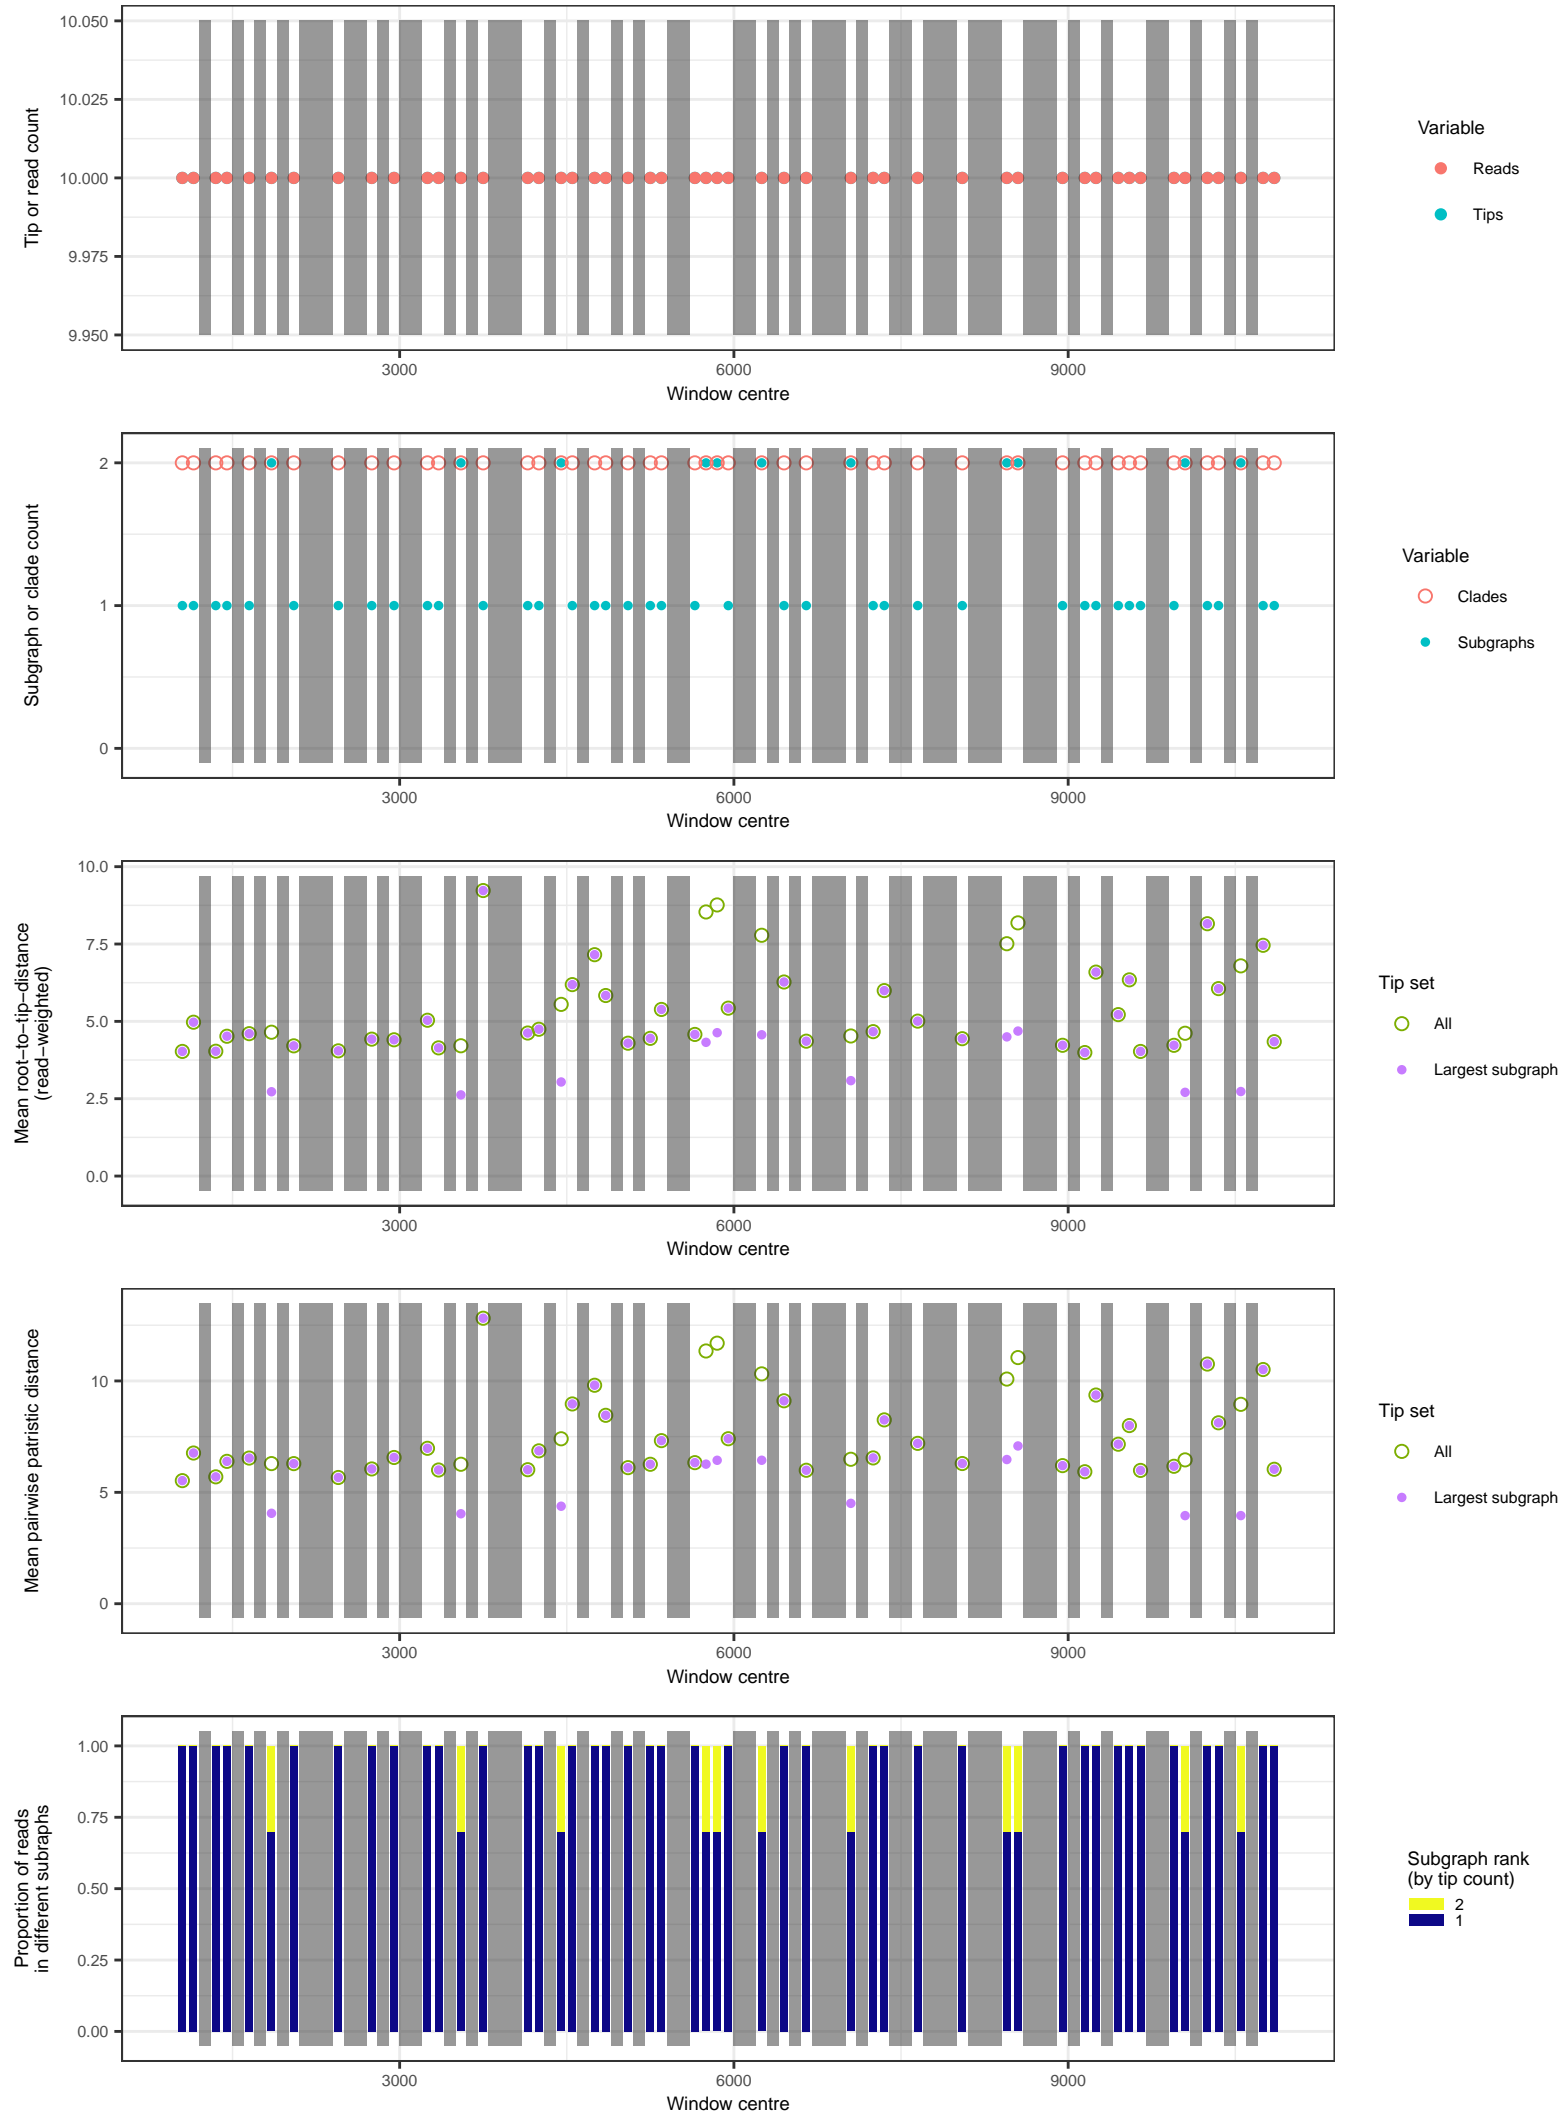 10.050
10.025
10.000
9.975
9.950
Tip or read count
3000
6000
9000
Window centre
Variable
Reads
Tips
2
1
0
Subgraph or clade count
3000
6000
9000
Window centre
Variable
Clades
Subgraphs
10.0
7.5
5.0
2.5
0.0
Mean root−to−tip−distance
(read−weighted)
3000
6000
9000
Window centre
Tip set
All
Largest subgraph
10
5
0
Mean pairwise patristic distance
3000
6000
9000
Window centre
Tip set
All
Largest subgraph
1.00
0.75
0.50
0.25
0.00
Proportion of reads
in different subraphs
3000
6000
9000
Window centre
Subgraph rank
(by tip count)
2
1